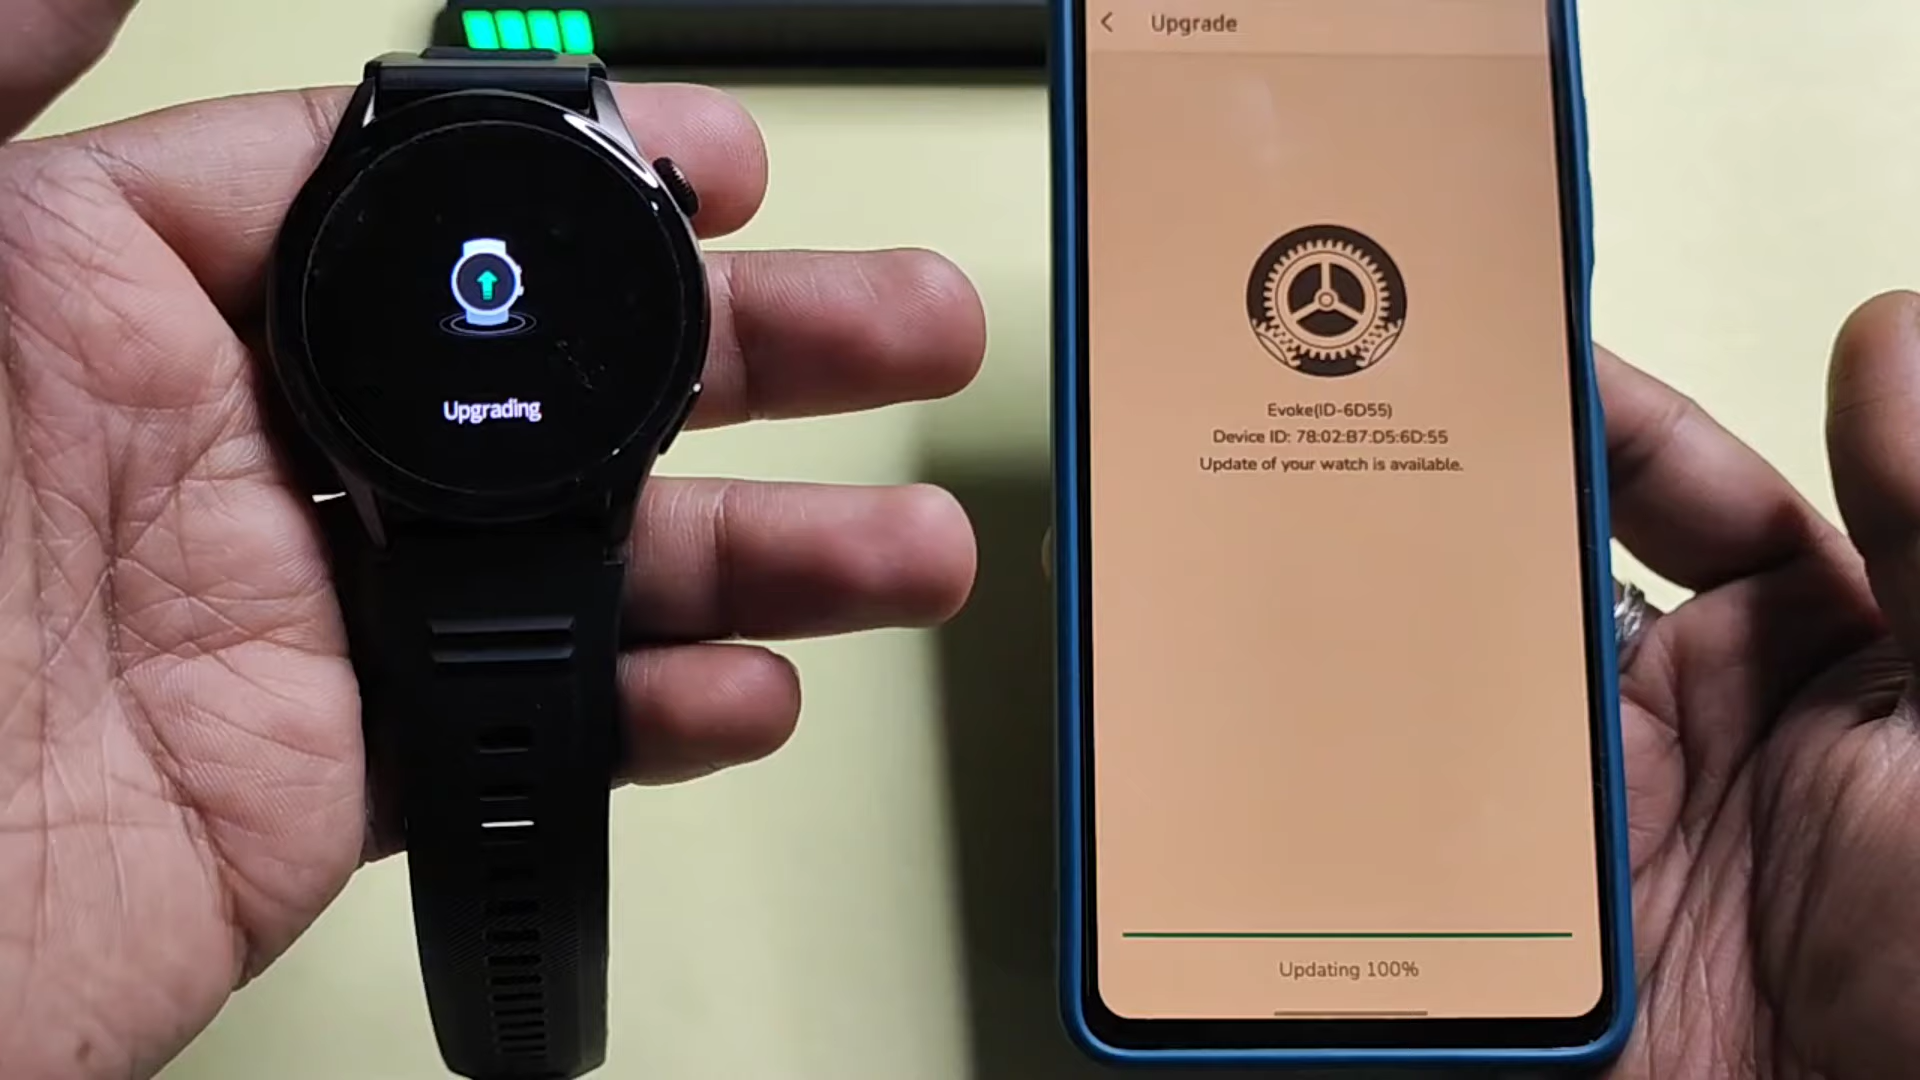 Upgrading
Upgrade
Evoke(ID-6D55)
Device ID: 78:02:B7:D5:6D:55
Update of your watch is available.
Updating 100%